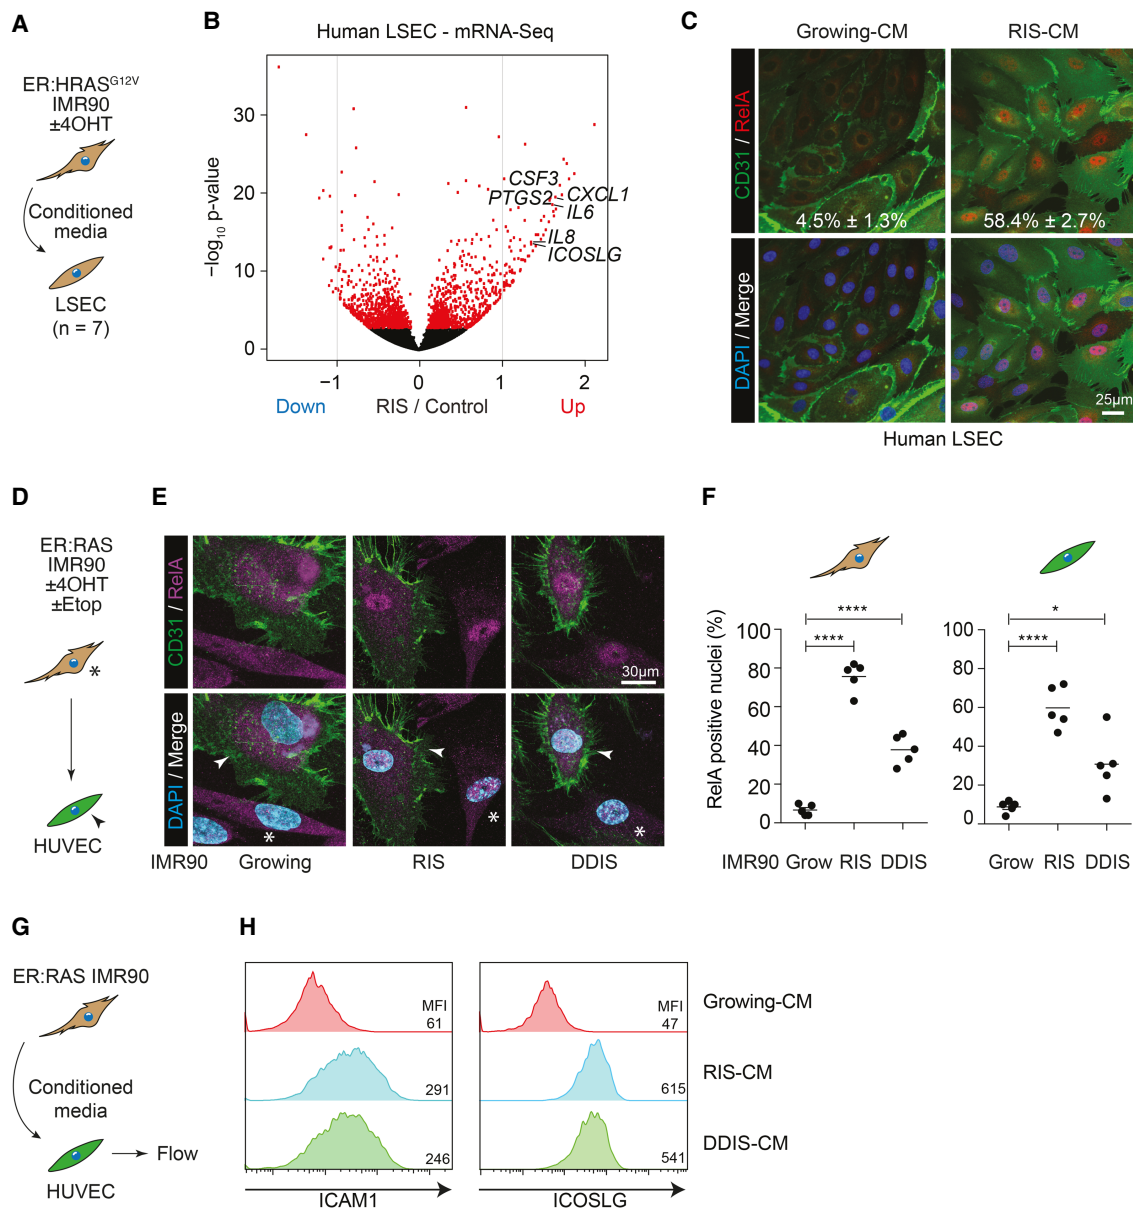 A
ER:HRASG12V
IMR90
±4OHT
Conditioned
media
LSEC
(n = 7)
B
Human LSEC - mRNA-Seq
−log10 p-value
30
20
10
0
CSF3
PTGS2
CXCL1
IL6
IL8
ICOSLG
−1
0
1
2
Down
RIS / Control
Up
C
Growing-CM
RIS-CM
CD31 / RelA
4.5% ± 1.3%
58.4% ± 2.7%
DAPI / Merge
25µm
Human LSEC
D
ER:RAS
IMR90
±4OHT
±Etop
*
HUVEC
E
CD31 / RelA
30µm
DAPI / Merge
*
*
*
IMR90
Growing
RIS
DDIS
F
RelA positive nuclei (%)
****
****
100
80
60
40
20
0
*
****
100
80
60
40
20
0
IMR90 Grow RIS DDIS
Grow RIS DDIS
G
ER:RAS IMR90
Conditioned
media
Flow
HUVEC
H
MFI
61
MFI
47
Growing-CM
291
615
RIS-CM
246
541
DDIS-CM
ICAM1
ICOSLG